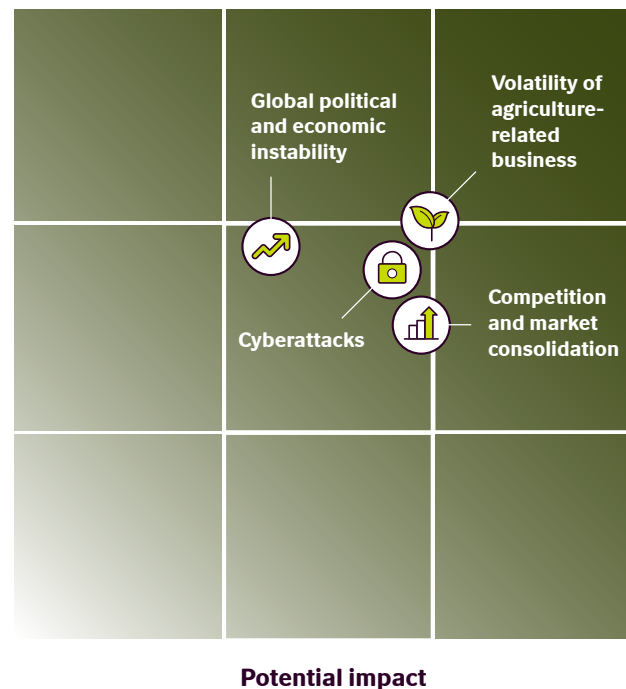 Global political
and economic
instability
Volatility of
agriculture-
related
business
Cyberattacks
Competition
and market
consolidation
Potential impact